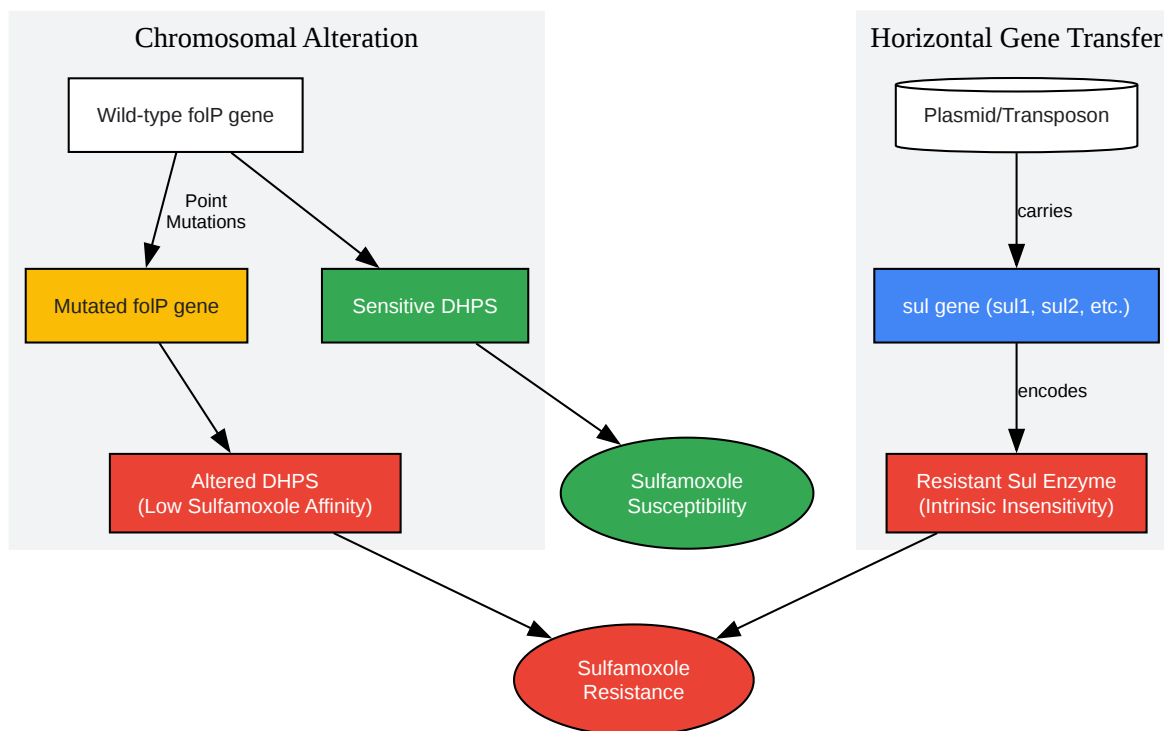 Chromosomal Alteration
Wild-type folP gene
Point
Mutations
Mutated folP gene
Sensitive DHPS
Altered DHPS
(Low Sulfamoxole Affinity)
Sulfamoxole
Susceptibility
Horizontal Gene Transfer
Plasmid/Transposon
carries
sul gene (sul1, sul2, etc.)
encodes
Resistant Sul Enzyme
(Intrinsic Insensitivity)
Sulfamoxole
Resistance